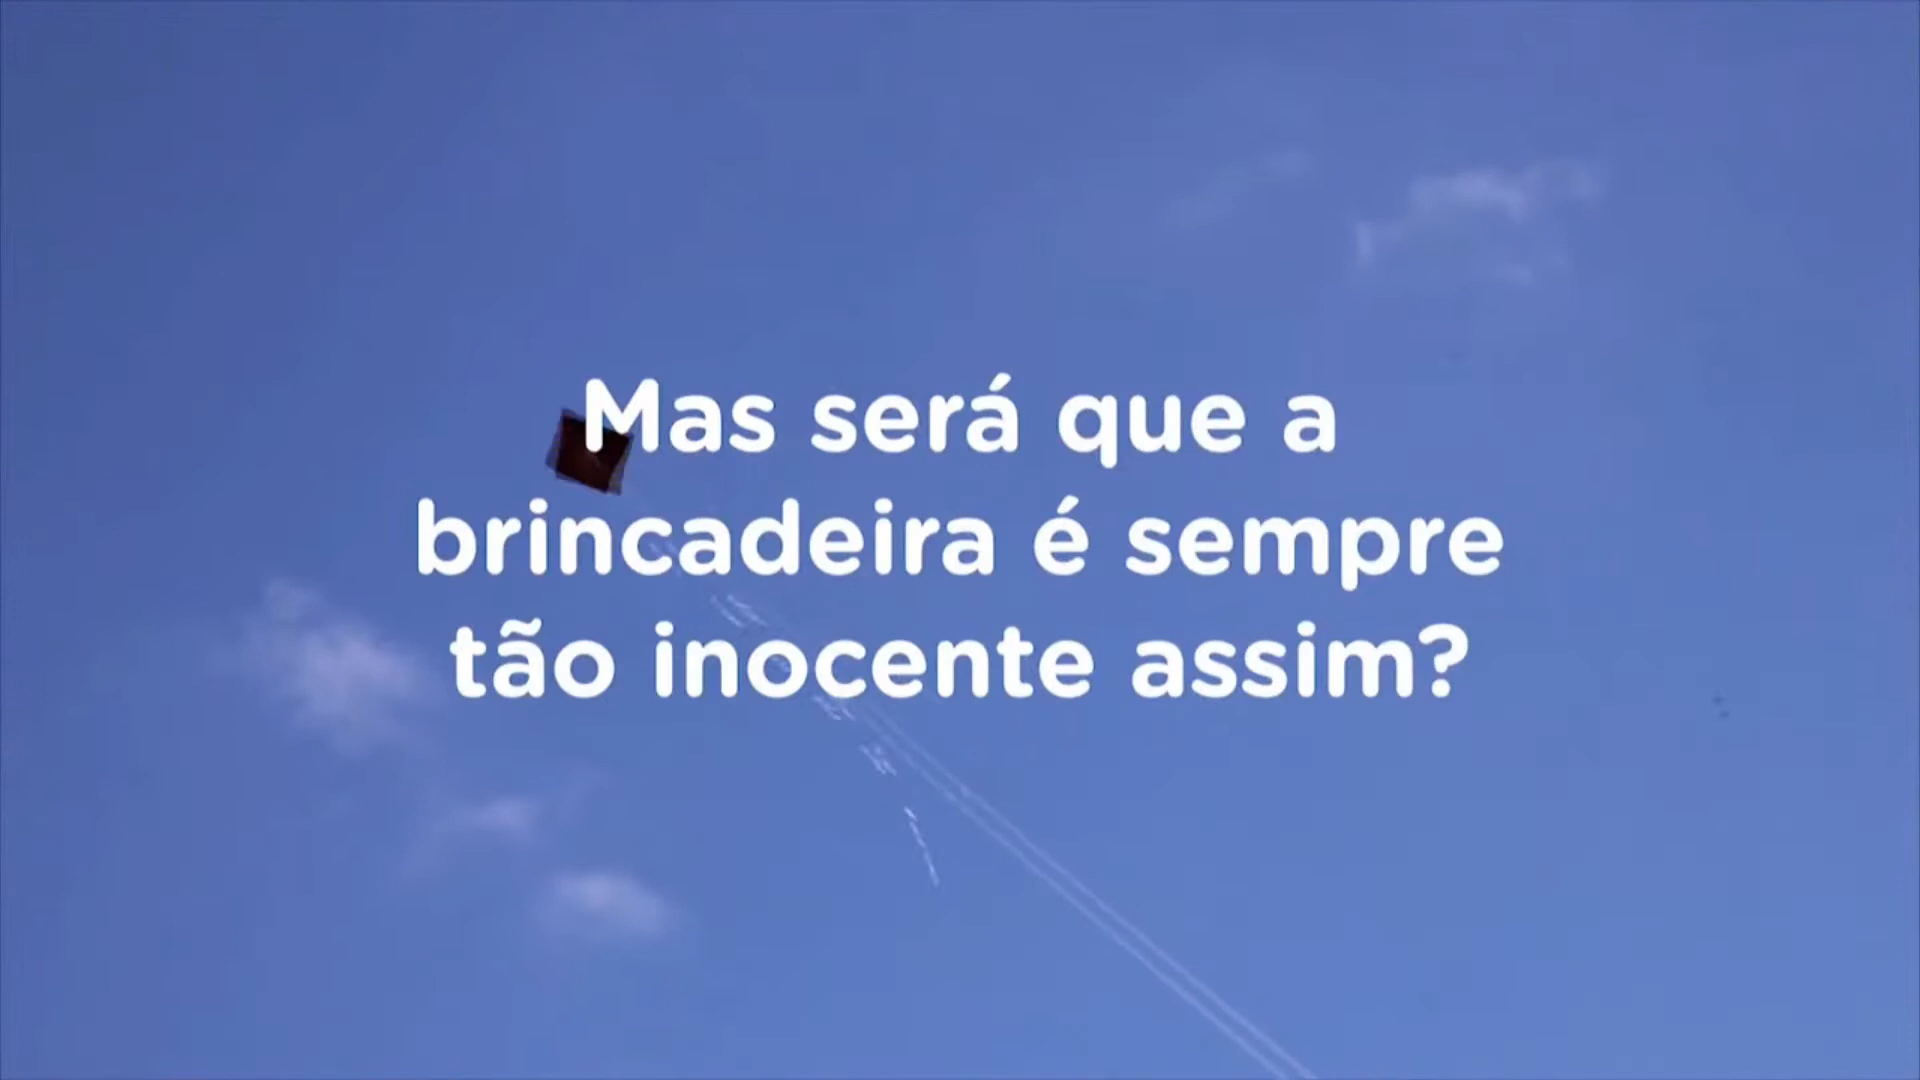 Mas será que a
brincadeira é sempre
tão inocente assim?